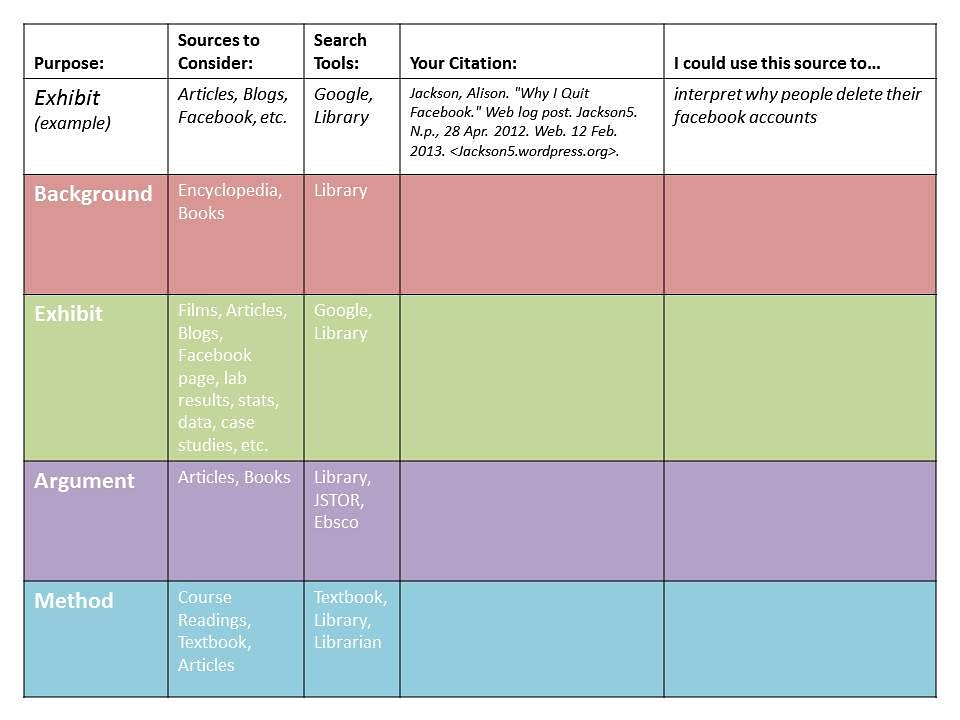 Purpose:
Sources to
Consider:
Search
Tools:
Your Citation:
I could use this source to...
Exhibit
(example)
Articles, Blogs,
Facebook, etc.
Google,
Library
Jackson, Alison. "Why I Quit
Facebook." Web log post. Jackson5.
N.p., 28 Apr. 2012. Web. 12 Feb.
2013. <Jackson5.wordpress.org>.
interpret why people delete their
facebook accounts
Background
Encyclopedia,
Books
Library
Exhibit
Films, Articles,
Blogs,
Facebook
page, lab
results, stats,
data, case
studies, etc.
Google,
Library
Argument
Articles, Books
Library,
JSTOR,
Ebsco
Method
Course
Readings,
Textbook,
Articles
Textbook,
Library,
Librarian